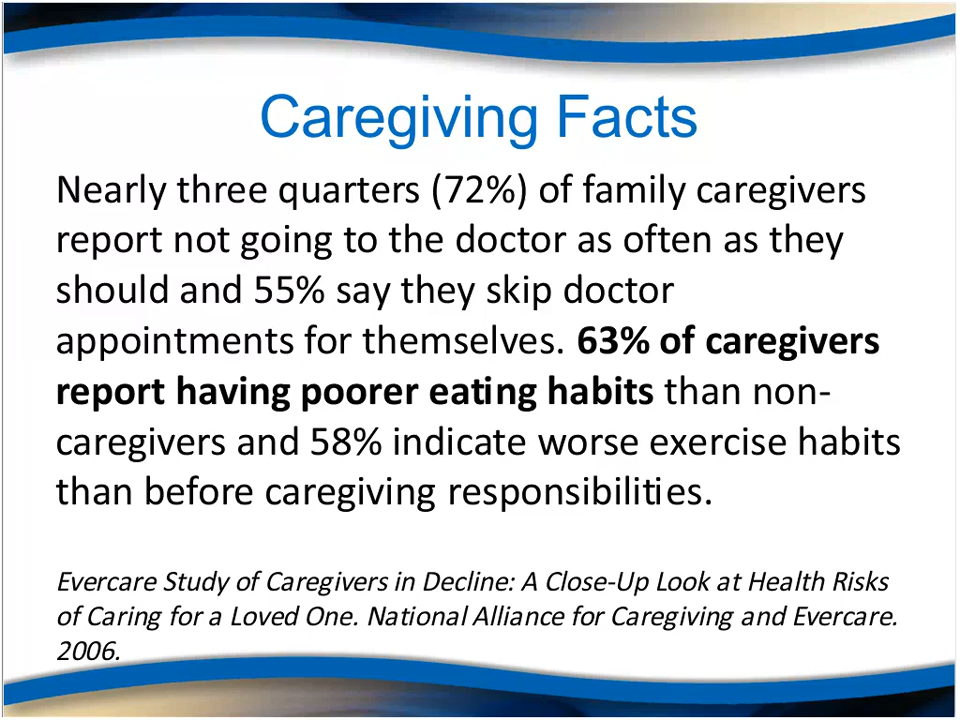 Caregiving Facts
Nearly three quarters (72%) of family caregivers
report not going to the doctor as often as they
should and 55% say they skip doctor
appointments for themselves. 63% of caregivers
report having poorer eating habits than non-
caregivers and 58% indicate worse exercise habits
than before caregiving responsibilities.
Evercare Study of Caregivers in Decline: A Close-Up Look at Health Risks
of Caring for a Loved One. National Alliance for Caregiving and Evercare.
2006.